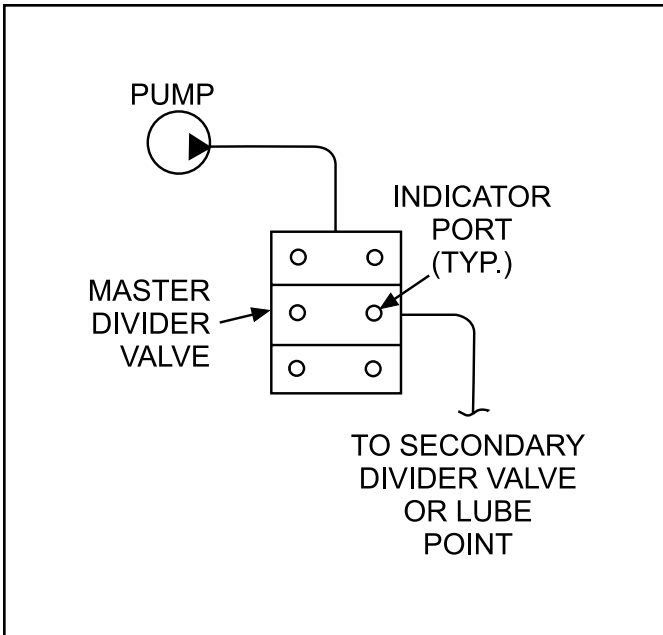 PUMP
INDICATOR
PORT
(TYP.)
MASTER
DIVIDER
VALVE
TO SECONDARY
DIVIDER VALVE
OR LUBE
POINT